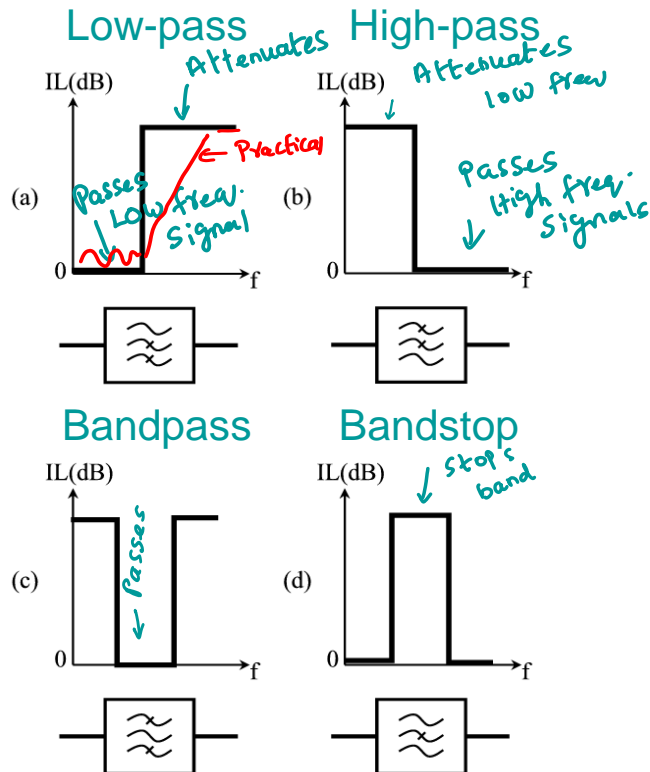 Low-pass
Attenuates
IL(dB)
(a)
Passes
Low freq.
Signal
Practical
0
f
High-pass
IL(dB)
Attenuates
low freq
(b)
Passes
High freq.
Signals
0
f
Bandpass
IL(dB)
(c)
Passes
0
f
Bandstop
IL(dB)
Stops
band
(d)
0
f